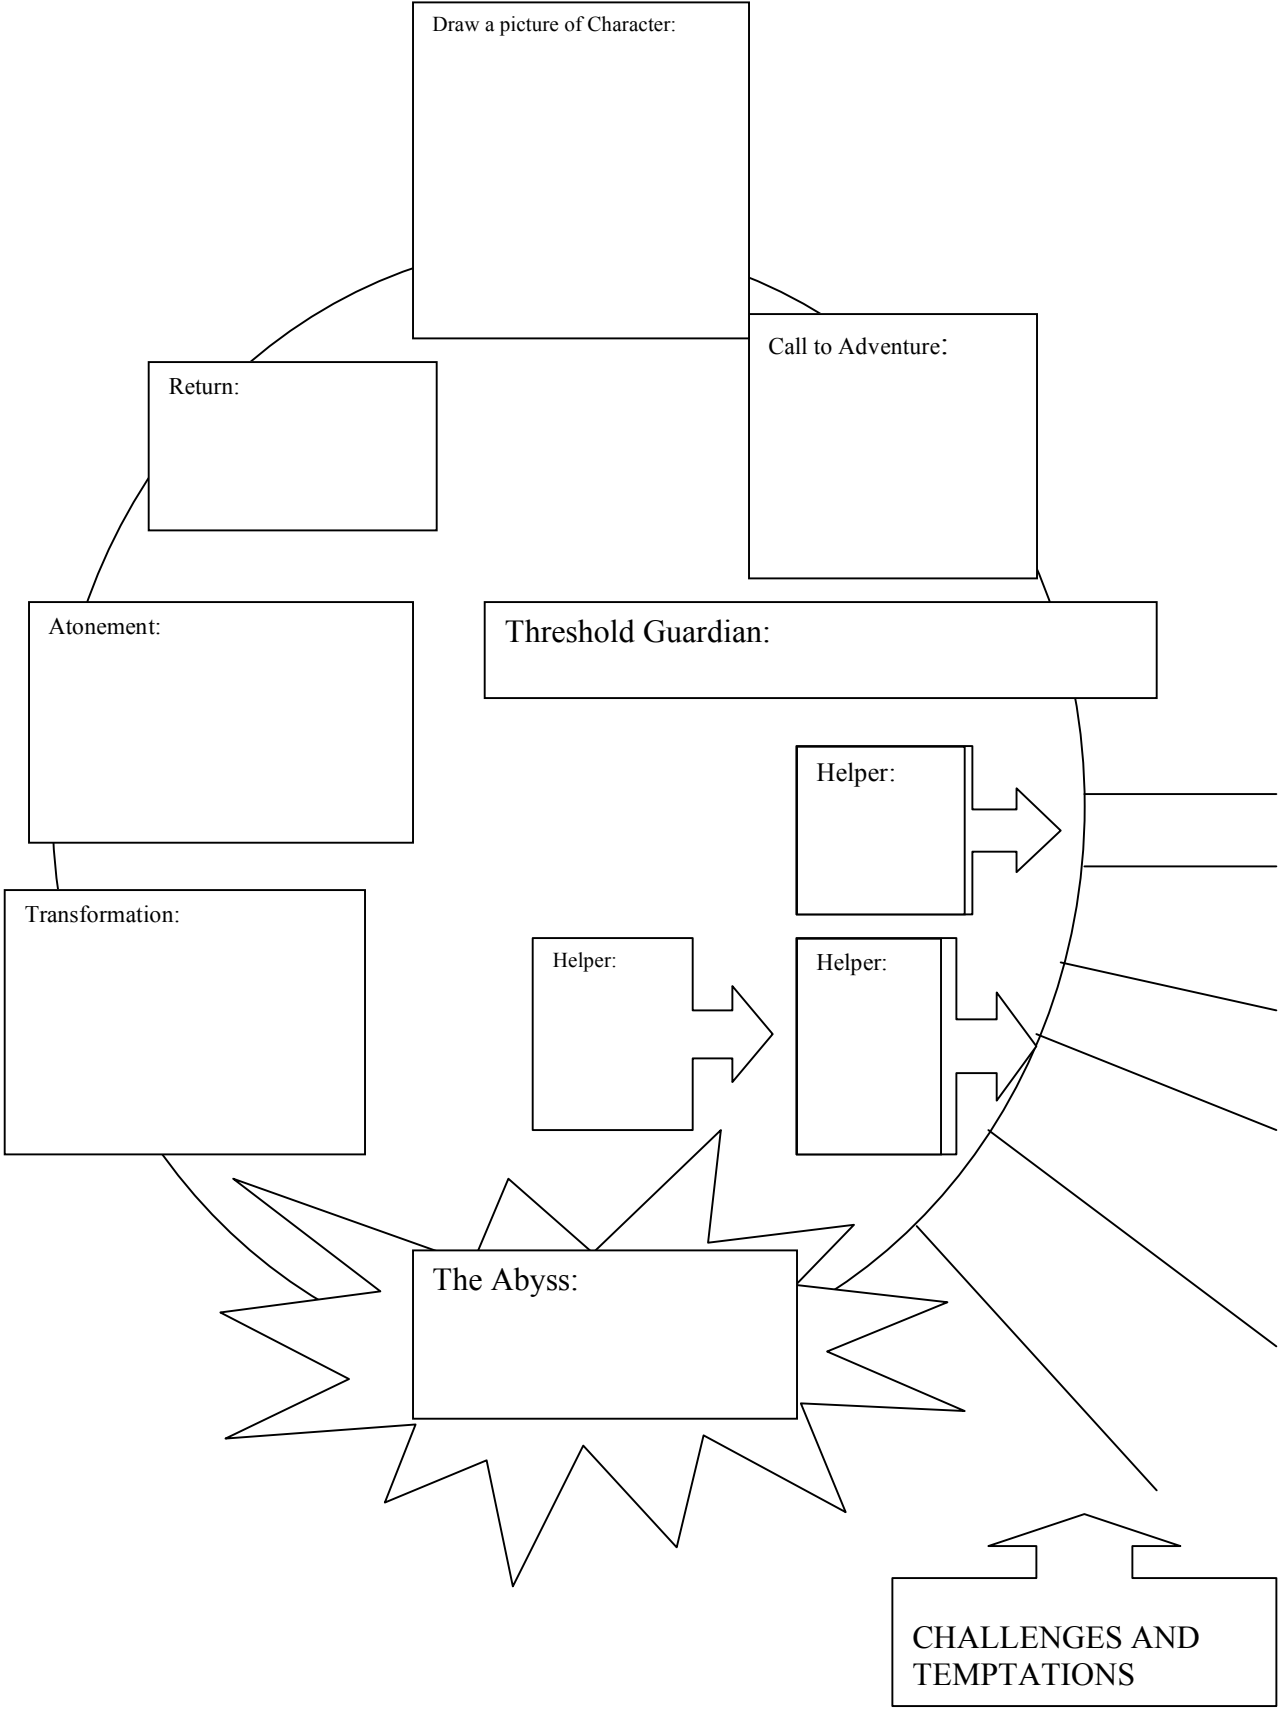 Draw a picture of Character:
Call to Adventure:
Return:
Atonement:
Threshold Guardian:
Helper:
Transformation:
Helper:
Helper:
The Abyss:
CHALLENGES AND
TEMPTATIONS